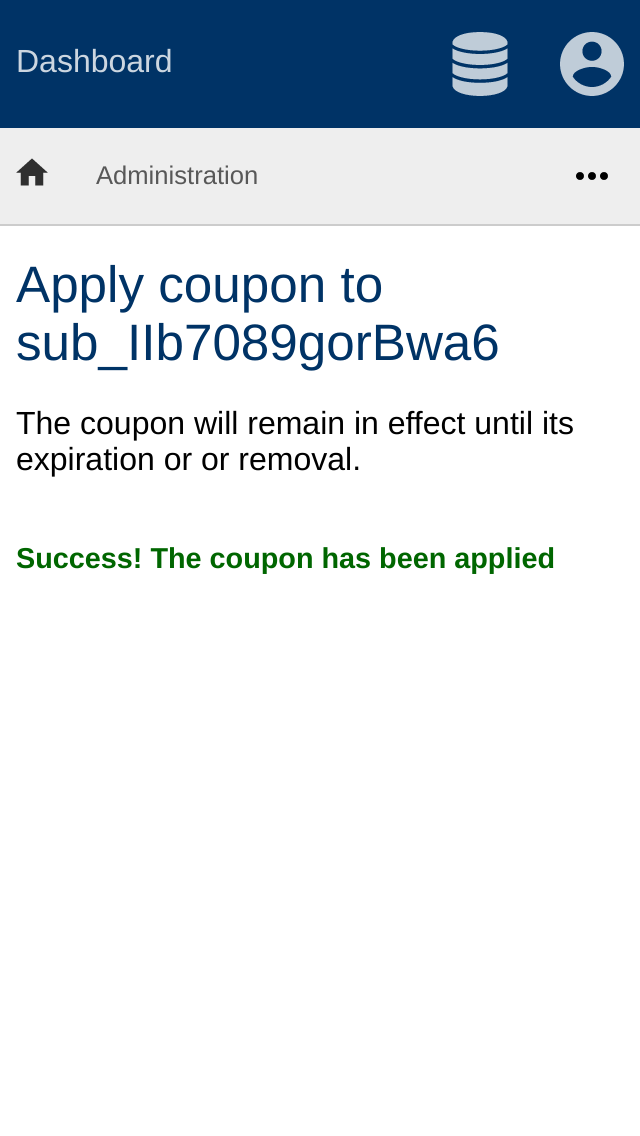 Dashboard
Administration
Apply coupon to
sub_IIb7089gorBwa6
The coupon will remain in effect until its
expiration or or removal.
Success! The coupon has been applied